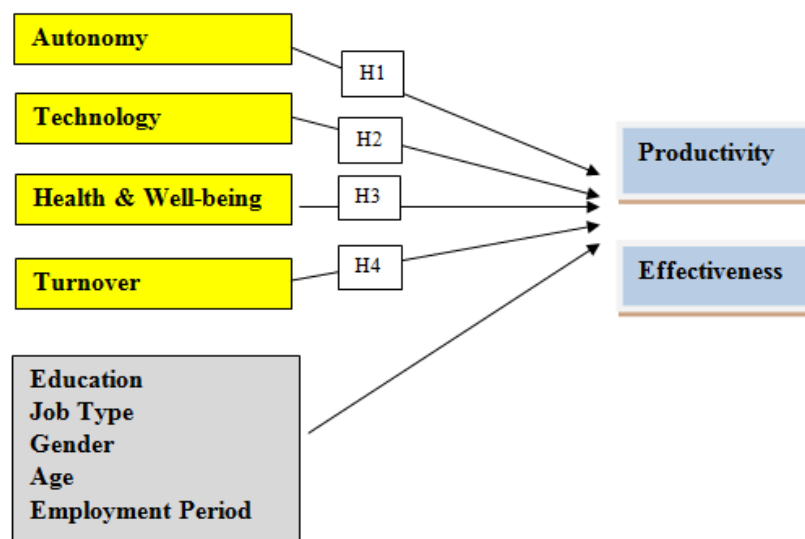 Autonomy
H1
Technology
H2
Productivity
Health & Well-being
H3
Turnover
H4
Effectiveness
Education
Job Type
Gender
Age
Employment Period